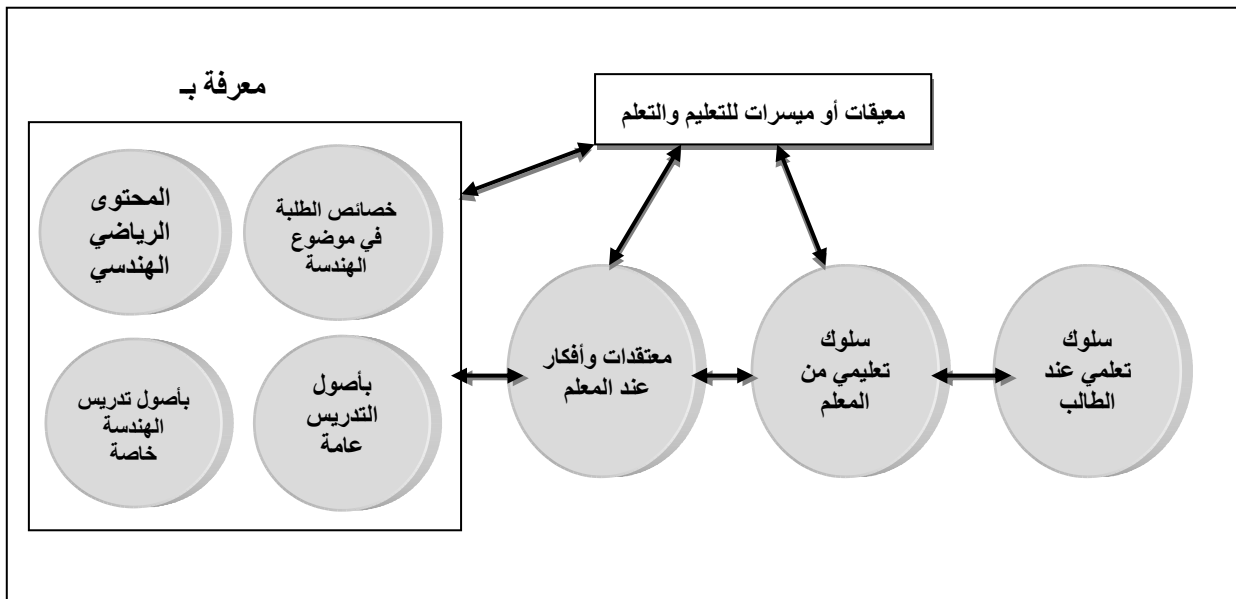 معرفة بـ
معيقات أو ميسرات للتعليم والتعلم
خصائص الطلبة
في موضوع
الهندسة
المحتوى
الرياضي
الهندسي
بأصول
التدريس
عامة
بأصول تدريس
الهندسة
خاصة
معتقدات وأفكار
عند المعلم
سلوك
تعليمي من
المعلم
سلوك
تعلمي عند
الطالب